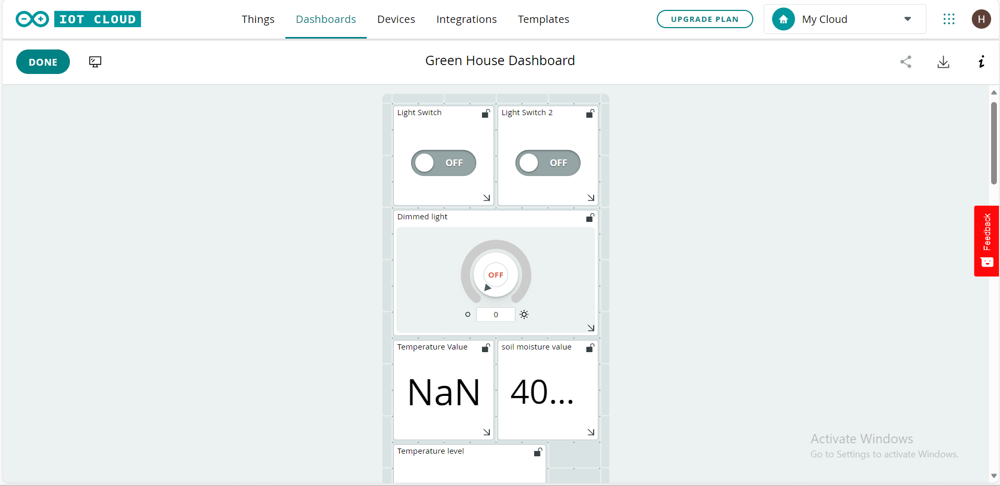 IOT CLOUD
Things Dashboards Devices Integrations Templates UPGRADE PLAN My Cloud H
DONE Green House Dashboard i
Light Switch Light Switch 2
OFF OFF
Dimmed light
OFF
0
Temperature Value soil moisture value
NaN 40...
Temperature level
Feedback
Activate Windows
Go to Settings to activate Windows.